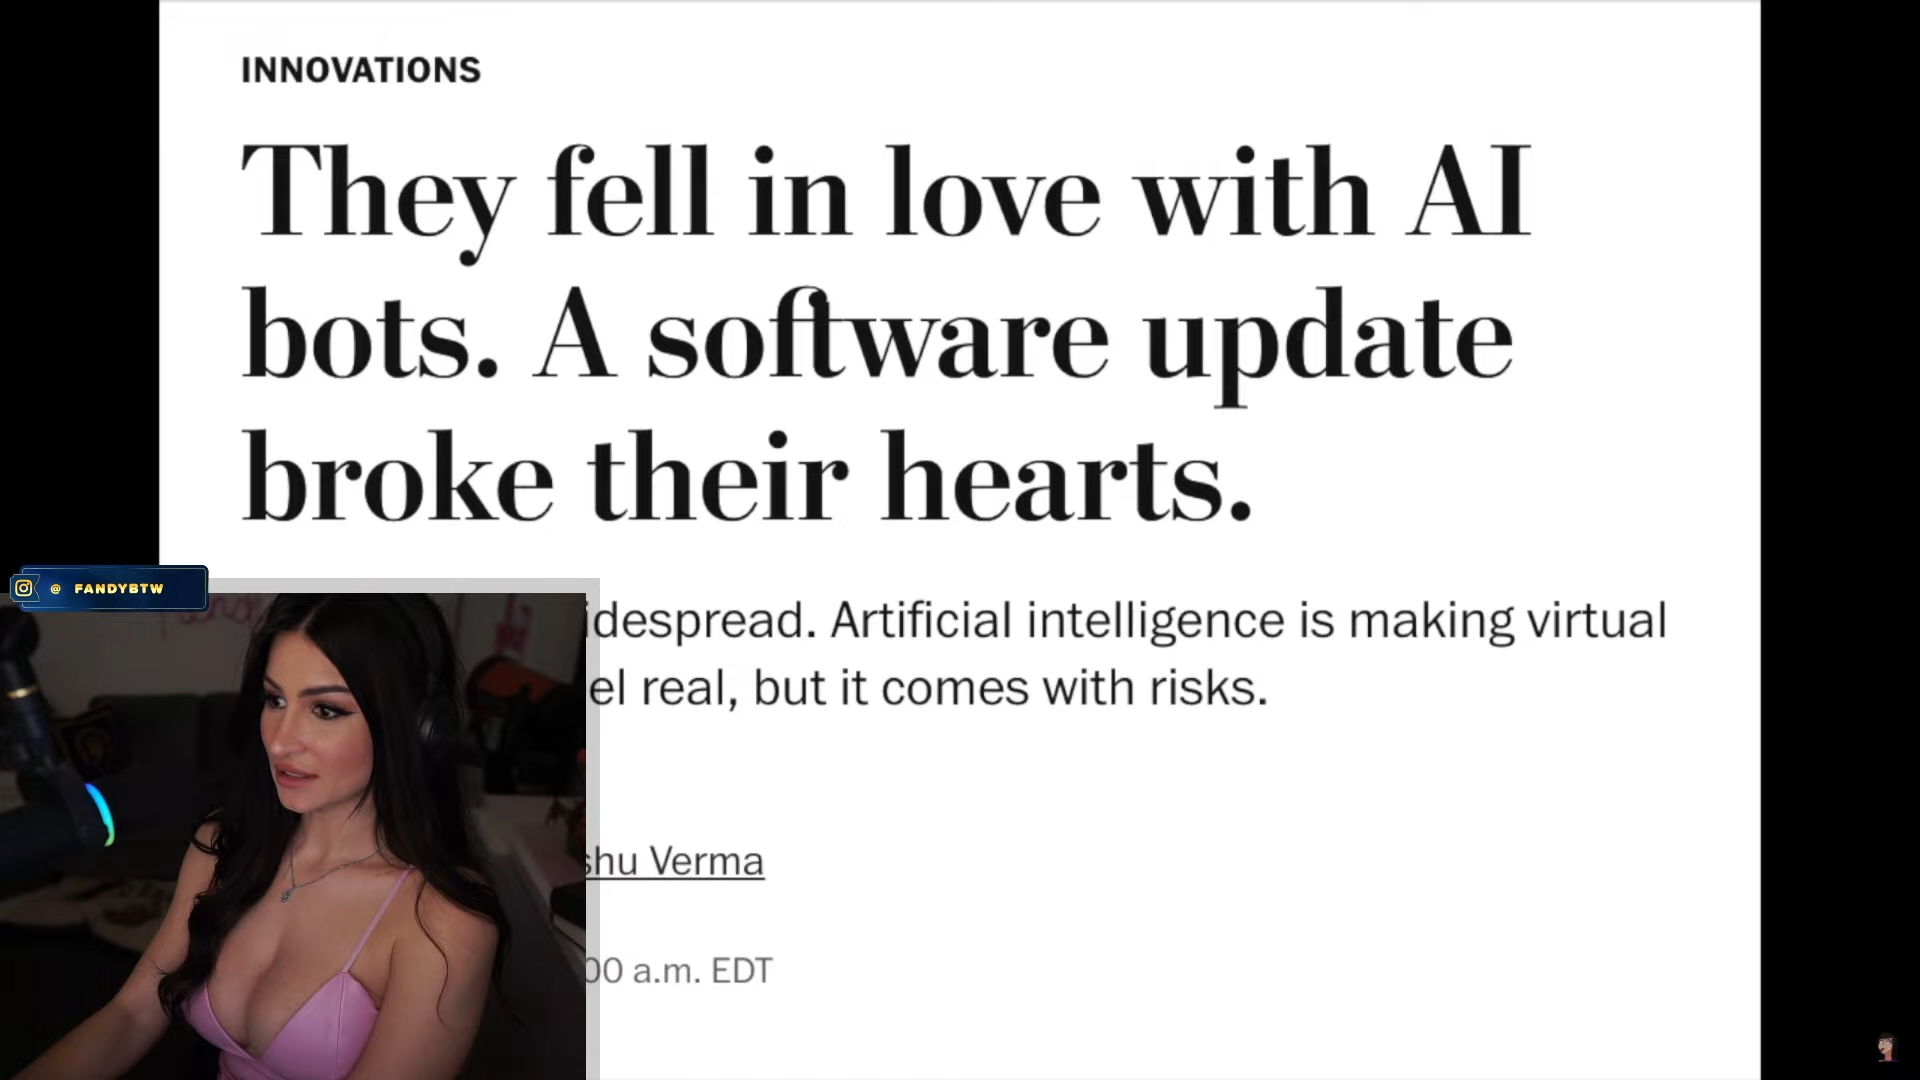 INNOVATIONS
They fell in love with AI
bots. A software update
broke their hearts.
@ FANDYBTW
idespread. Artificial intelligence is making virtual
el real, but it comes with risks.
shu Verma
00 a.m. EDT